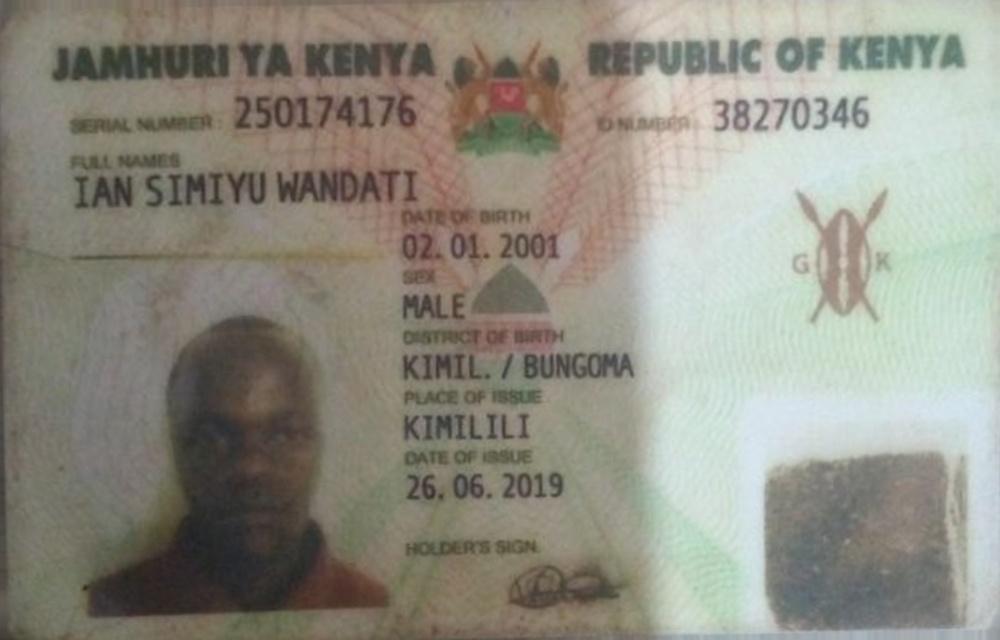 JAMHURI YA KENYA
REPUBLIC OF KENYA
SERIAL NUMBER: 250174176
ID NUMBER: 38270346
FULL NAMES
IAN SIMIYU WANDATI
DATE OF BIRTH
02. 01. 2001
SEX
MALE
DISTRICT OF BIRTH
KIMIL. / BUNGOMA
PLACE OF ISSUE
KIMILILI
DATE OF ISSUE
26. 06. 2019
HOLDER'S SIGN.
G K